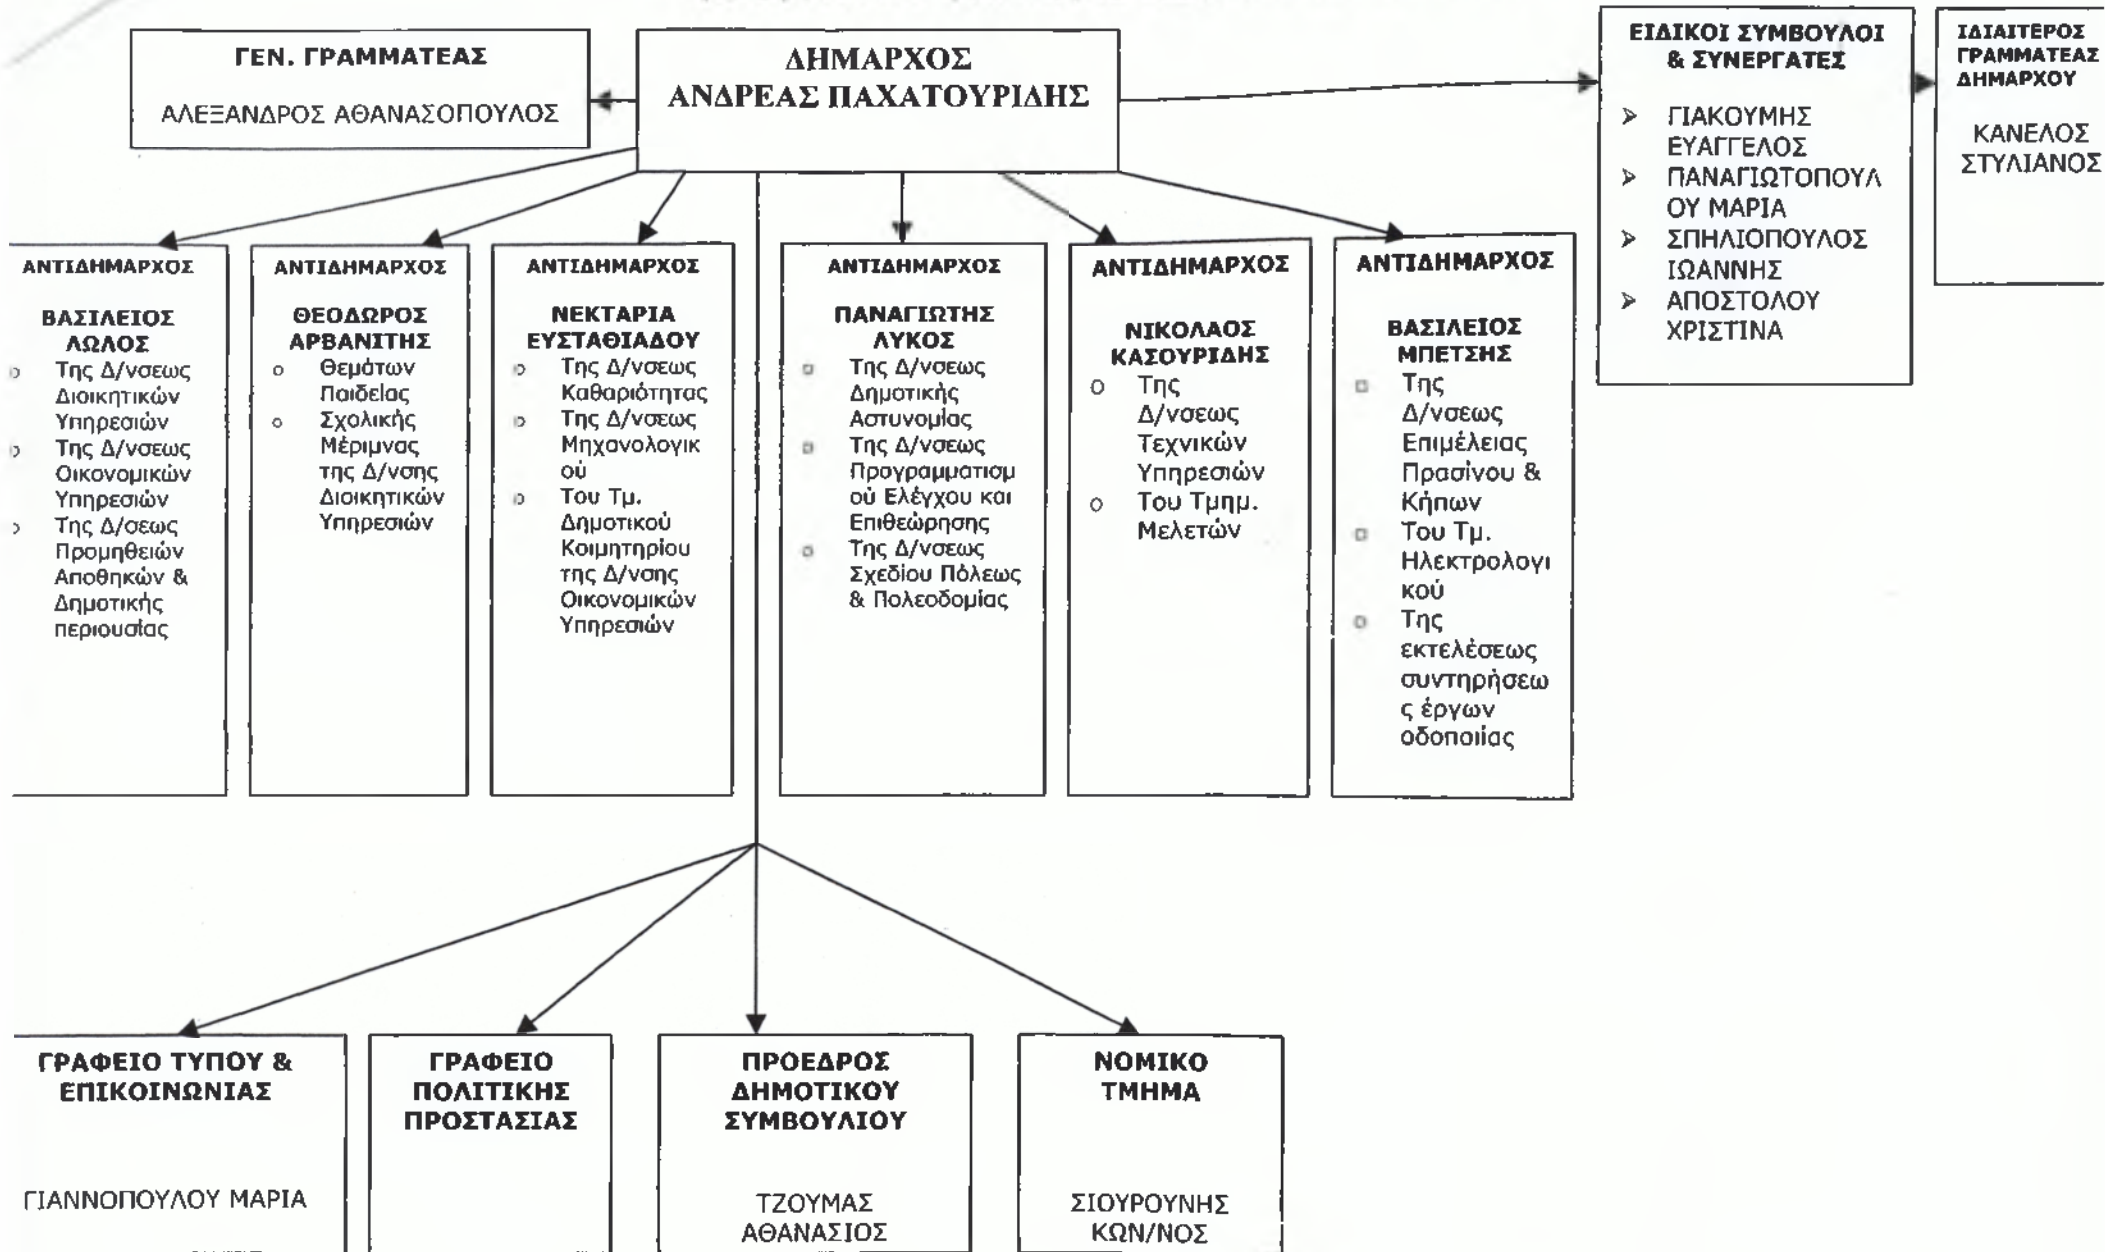 ΓΕΝ. ΓΡΑΜΜΑΤΕΑΣ
ΑΛΕΞΑΝΔΡΟΣ ΑΘΑΝΑΣΟΠΟΥΛΟΣ
ΔΗΜΑΡΧΟΣ
ΑΝΔΡΕΑΣ ΠΑΧΑΤΟΥΡΙΔΗΣ
ΕΙΔΙΚΟΙ ΣΥΜΒΟΥΛΟΙ
& ΣΥΝΕΡΓΑΤΕΣ
➢ ΓΙΑΚΟΥΜΗΣ
ΕΥΑΓΓΕΛΟΣ
➢ ΠΑΝΑΓΙΩΤΟΠΟΥΛ
ΟΥ ΜΑΡΙΑ
➢ ΣΠΗΛΙΟΠΟΥΛΟΣ
ΙΩΑΝΝΗΣ
➢ ΑΠΟΣΤΟΛΟΥ
ΧΡΙΣΤΙΝΑ
ΙΔΙΑΙΤΕΡΟΣ
ΓΡΑΜΜΑΤΕΑΣ
ΔΗΜΑΡΧΟΥ
ΚΑΝΕΛΟΣ
ΣΤΥΛΙΑΝΟΣ
ΑΝΤΙΔΗΜΑΡΧΟΣ
ΒΑΣΙΛΕΙΟΣ
ΛΩΛΟΣ
o Της Δ/νσεως
Διοικητικών
Υπηρεσιών
o Της Δ/νσεως
Οικονομικών
Υπηρεσιών
o Της Δ/σεως
Προμηθειών
Αποθηκών &
Δημοτικής
περιουσίας
ΑΝΤΙΔΗΜΑΡΧΟΣ
ΘΕΟΔΩΡΟΣ
ΑΡΒΑΝΙΤΗΣ
o Θεμάτων
Παιδείας
o Σχολικής
Μέριμνας
της Δ/νσης
Διοικητικών
Υπηρεσιών
ΑΝΤΙΔΗΜΑΡΧΟΣ
ΝΕΚΤΑΡΙΑ
ΕΥΣΤΑΘΙΑΔΟΥ
o Της Δ/νσεως
Καθαριότητας
o Της Δ/νσεως
Μηχανολογικ
ού
o Του Τμ.
Δημοτικού
Κοιμητηρίου
της Δ/νσης
Οικονομικών
Υπηρεσιών
ΑΝΤΙΔΗΜΑΡΧΟΣ
ΠΑΝΑΓΙΩΤΗΣ
ΛΥΚΟΣ
▫ Της Δ/νσεως
Δημοτικής
Αστυνομίας
▫ Της Δ/νσεως
Προγραμματισμ
ού Ελέγχου και
Επιθεώρησης
▫ Της Δ/νσεως
Σχεδίου Πόλεως
& Πολεοδομίας
ΑΝΤΙΔΗΜΑΡΧΟΣ
ΝΙΚΟΛΑΟΣ
ΚΑΣΟΥΡΙΔΗΣ
o Της
Δ/νσεως
Τεχνικών
Υπηρεσιών
o Του Τμημ.
Μελετών
ΑΝΤΙΔΗΜΑΡΧΟΣ
ΒΑΣΙΛΕΙΟΣ
ΜΠΕΤΣΗΣ
▫ Της
Δ/νσεως
Επιμέλειας
Πρασίνου &
Κήπων
▫ Του Τμ.
Ηλεκτρολογι
κού
▫ Της
εκτελέσεως
συντηρήσεω
ς έργων
οδοποιίας
ΓΡΑΦΕΙΟ ΤΥΠΟΥ &
ΕΠΙΚΟΙΝΩΝΙΑΣ
ΓΙΑΝΝΟΠΟΥΛΟΥ ΜΑΡΙΑ
ΓΡΑΦΕΙΟ
ΠΟΛΙΤΙΚΗΣ
ΠΡΟΣΤΑΣΙΑΣ
ΠΡΟΕΔΡΟΣ
ΔΗΜΟΤΙΚΟΥ
ΣΥΜΒΟΥΛΙΟΥ
ΤΖΟΥΜΑΣ
ΑΘΑΝΑΣΙΟΣ
ΝΟΜΙΚΟ
ΤΜΗΜΑ
ΣΙΟΥΡΟΥΝΗΣ
ΚΩΝ/ΝΟΣ